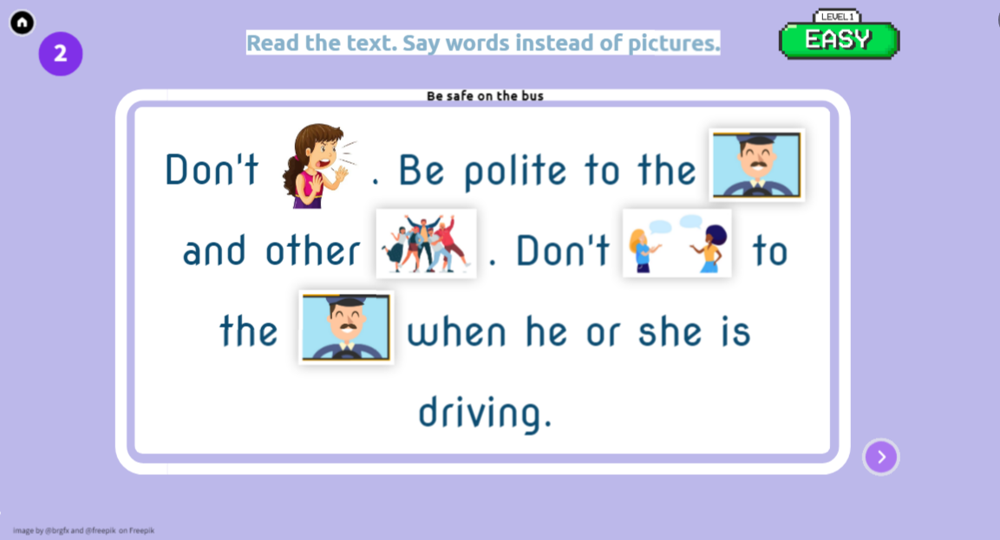 2
Read the text. Say words instead of pictures.
LEVEL 1
EASY
Be safe on the bus
Don't . Be polite to the
and other . Don't to
the when he or she is
driving.
image by @brgfx and @freepik on Freepik